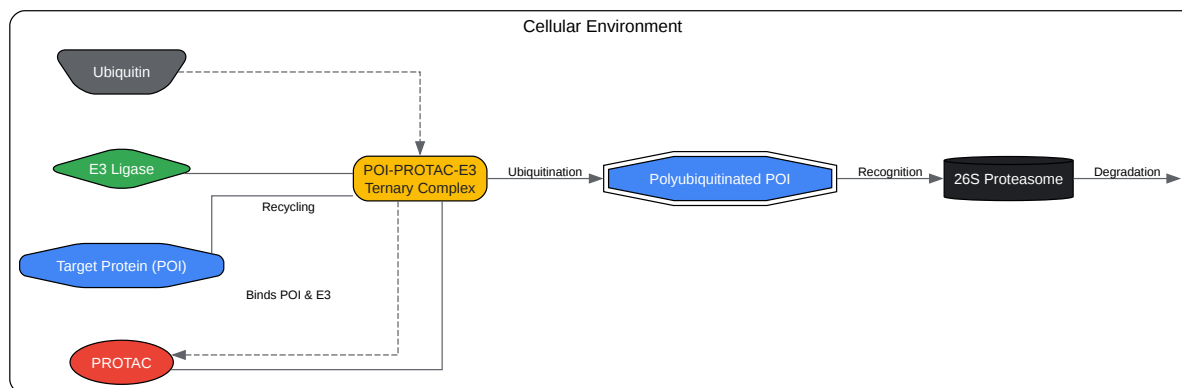 Cellular Environment
Ubiquitin
E3 Ligase
POI-PROTAC-E3
Ternary Complex
Ubiquitination
Polyubiquitinated POI
Recognition
26S Proteasome
Degradation
Recycling
Target Protein (POI)
Binds POI & E3
PROTAC